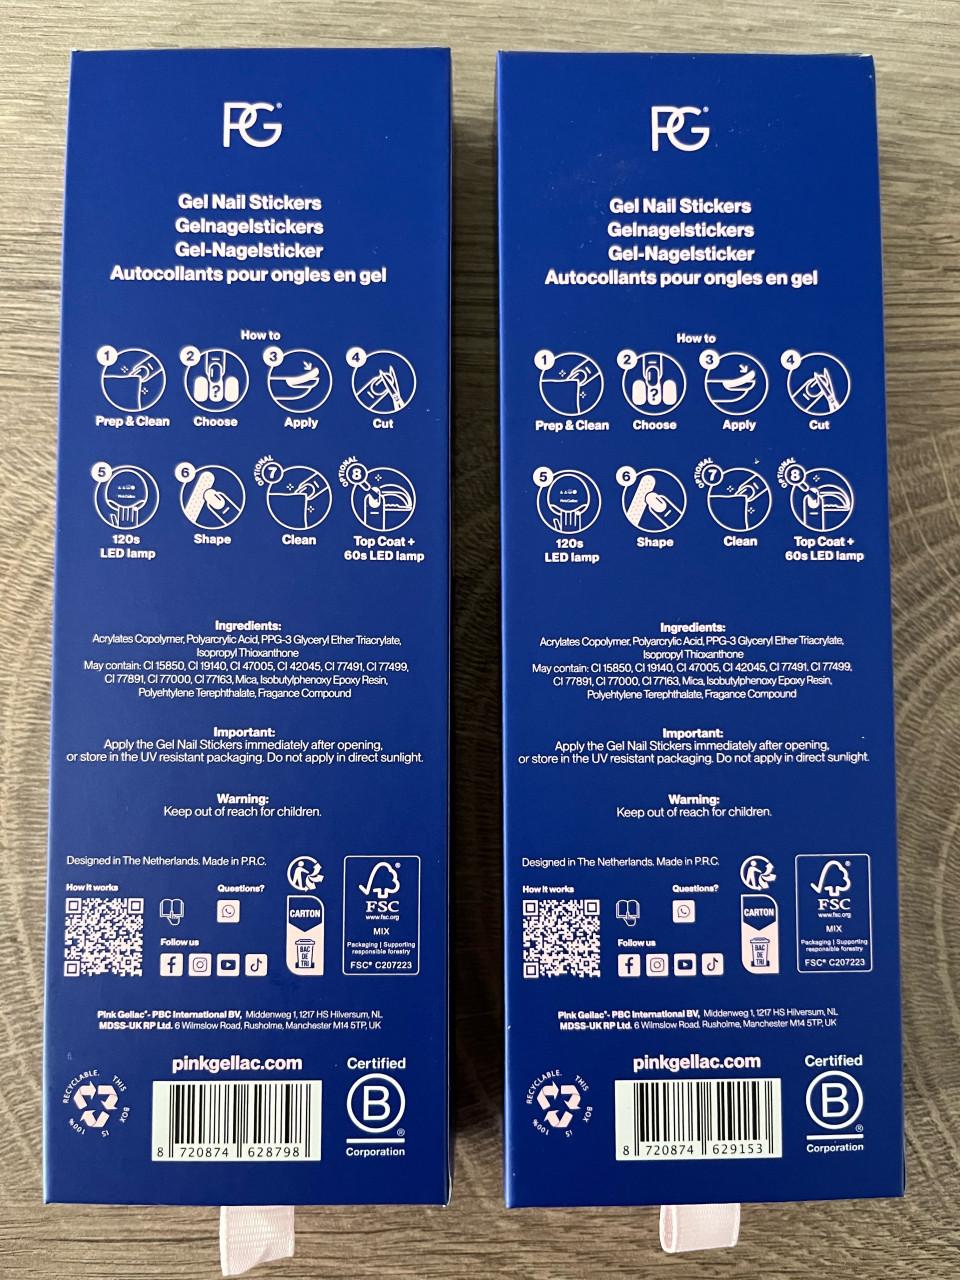 PG®
Gel Nail Stickers
Gelnagelstickers
Gel-Nagelsticker
Autocollants pour ongles en gel
How to
1 2 3 4
Prep & Clean Choose Apply Cut
5 6 OPTIONAL 7 OPTIONAL 8
120s
LED lamp
Shape
Clean
Top Coat +
60s LED lamp
Ingredients:
Acrylates Copolymer, Polyarcrylic Acid, PPG-3 Glyceryl Ether Triacrylate,
Isopropyl Thioxanthone
May contain: CI 15850, CI 19140, CI 47005, CI 42045, CI 77491, CI 77499,
CI 77891, CI 77000, CI 77163, Mica, Isobutylphenoxy Epoxy Resin,
Polyehtylene Terephthalate, Fragance Compound
Important:
Apply the Gel Nail Stickers immediately after opening,
or store in the UV resistant packaging. Do not apply in direct sunlight.
Warning:
Keep out of reach for children.
Designed in The Netherlands. Made in P.R.C.
How it works
Questions?
Follow us
CARTON
BAC
DE
TRI
FSC
www.fsc.org
MIX
Packaging | Supporting
responsible forestry
FSC® C207223
Pink Gellac® - PBC International BV, Middenweg 1, 1217 HS Hilversum, NL
MDSS-UK RP Ltd. 6 Wilmslow Road, Rusholme, Manchester M14 5TP, UK
pinkgellac.com
THIS BOX IS 100% RECYCLABLE.
8 720874 628798
Certified
B®
Corporation
PG®
Gel Nail Stickers
Gelnagelstickers
Gel-Nagelsticker
Autocollants pour ongles en gel
How to
1 2 3 4
Prep & Clean Choose Apply Cut
5 6 OPTIONAL 7 OPTIONAL 8
120s
LED lamp
Shape
Clean
Top Coat +
60s LED lamp
Ingredients:
Acrylates Copolymer, Polyarcrylic Acid, PPG-3 Glyceryl Ether Triacrylate,
Isopropyl Thioxanthone
May contain: CI 15850, CI 19140, CI 47005, CI 42045, CI 77491, CI 77499,
CI 77891, CI 77000, CI 77163, Mica, Isobutylphenoxy Epoxy Resin,
Polyehtylene Terephthalate, Fragance Compound
Important:
Apply the Gel Nail Stickers immediately after opening,
or store in the UV resistant packaging. Do not apply in direct sunlight.
Warning:
Keep out of reach for children.
Designed in The Netherlands. Made in P.R.C.
How it works
Questions?
Follow us
CARTON
BAC
DE
TRI
FSC
www.fsc.org
MIX
Packaging | Supporting
responsible forestry
FSC® C207223
Pink Gellac® - PBC International BV, Middenweg 1, 1217 HS Hilversum, NL
MDSS-UK RP Ltd. 6 Wilmslow Road, Rusholme, Manchester M14 5TP, UK
pinkgellac.com
THIS BOX IS 100% RECYCLABLE.
8 720874 629153
Certified
B®
Corporation